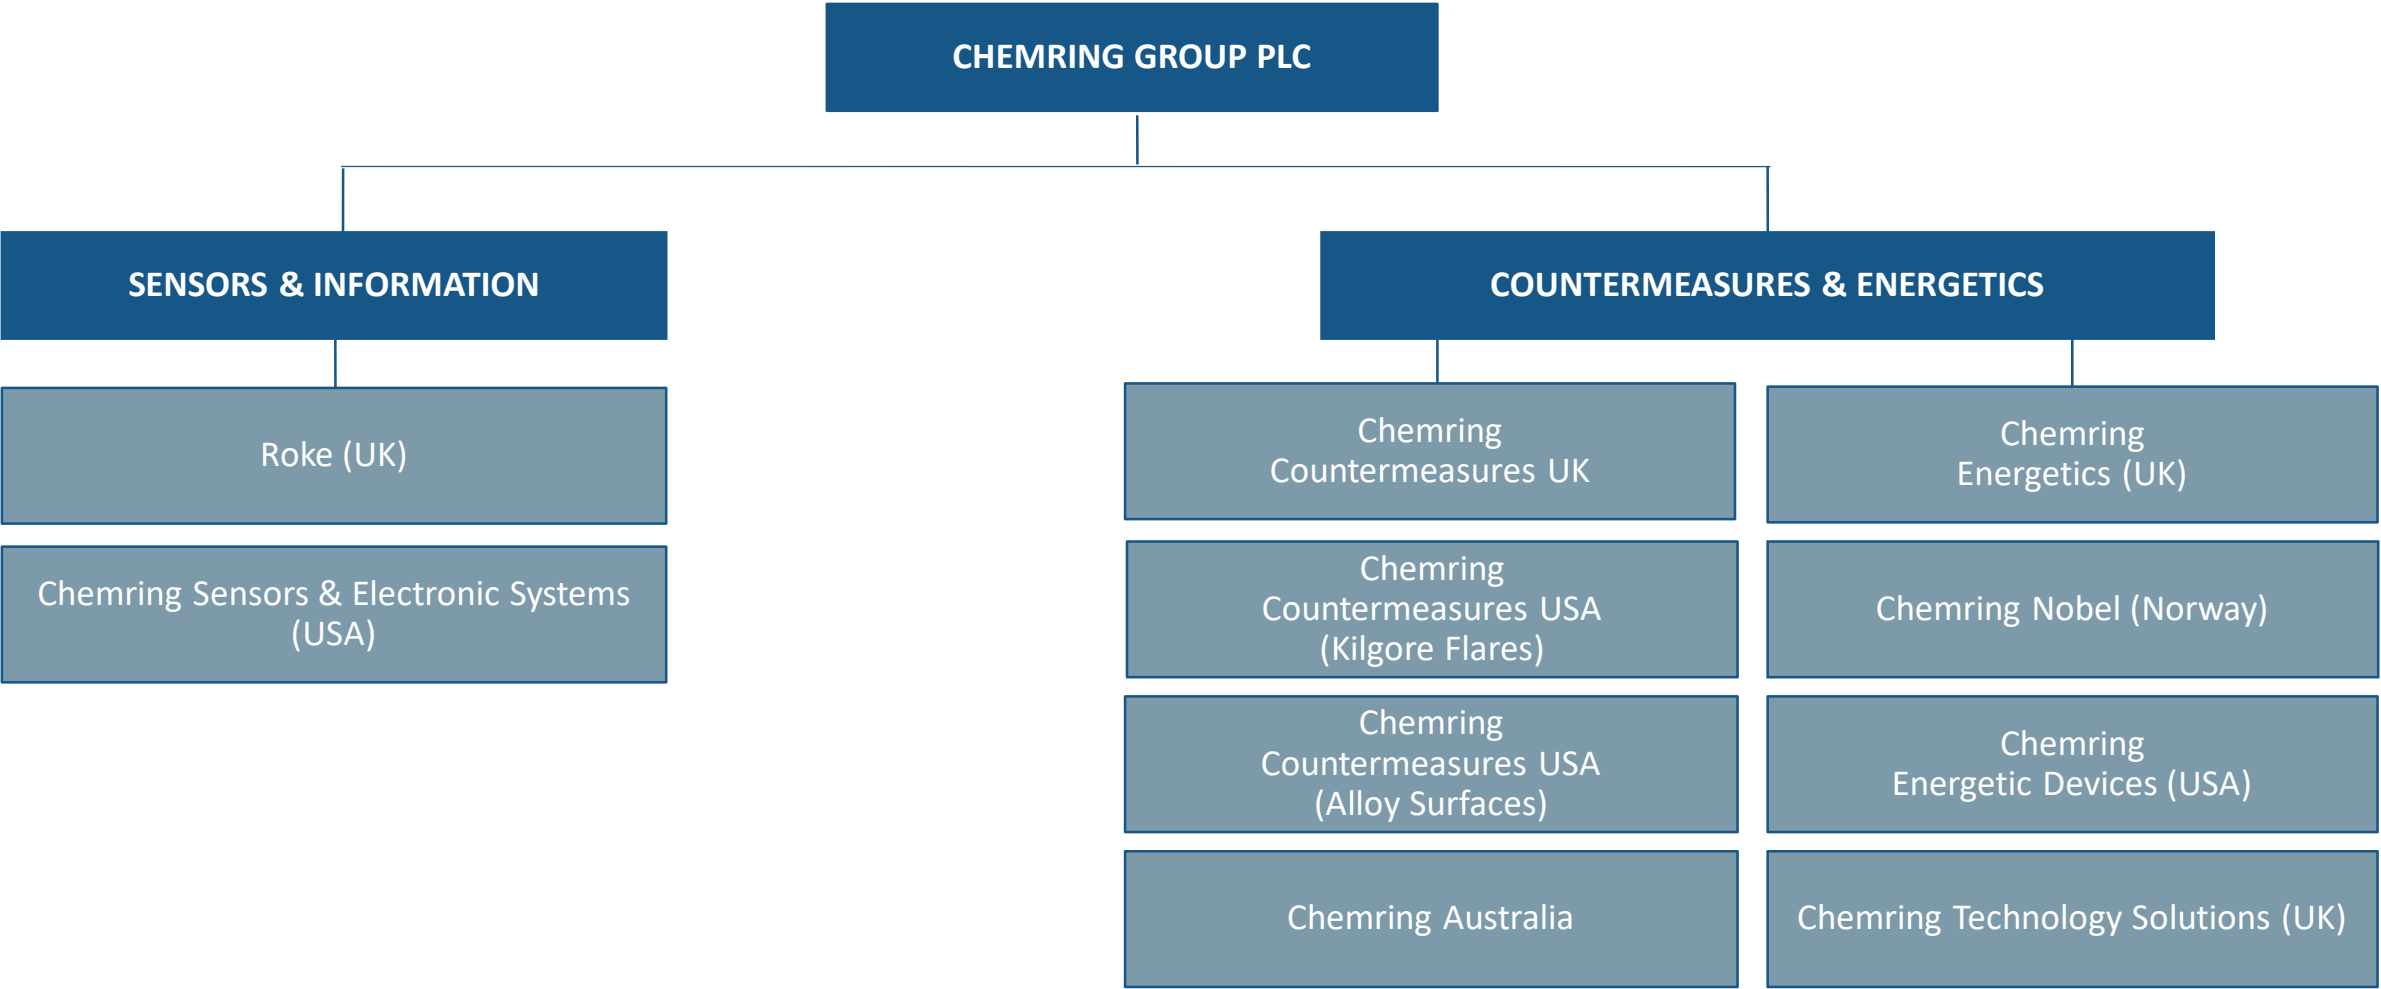 CHEMRING GROUP PLC
SENSORS & INFORMATION
COUNTERMEASURES & ENERGETICS
Roke (UK)
Chemring Sensors & Electronic Systems
(USA)
Chemring
Countermeasures UK
Chemring
Countermeasures USA
(Kilgore Flares)
Chemring
Countermeasures USA
(Alloy Surfaces)
Chemring Australia
Chemring
Energetics (UK)
Chemring Nobel (Norway)
Chemring
Energetic Devices (USA)
Chemring Technology Solutions (UK)